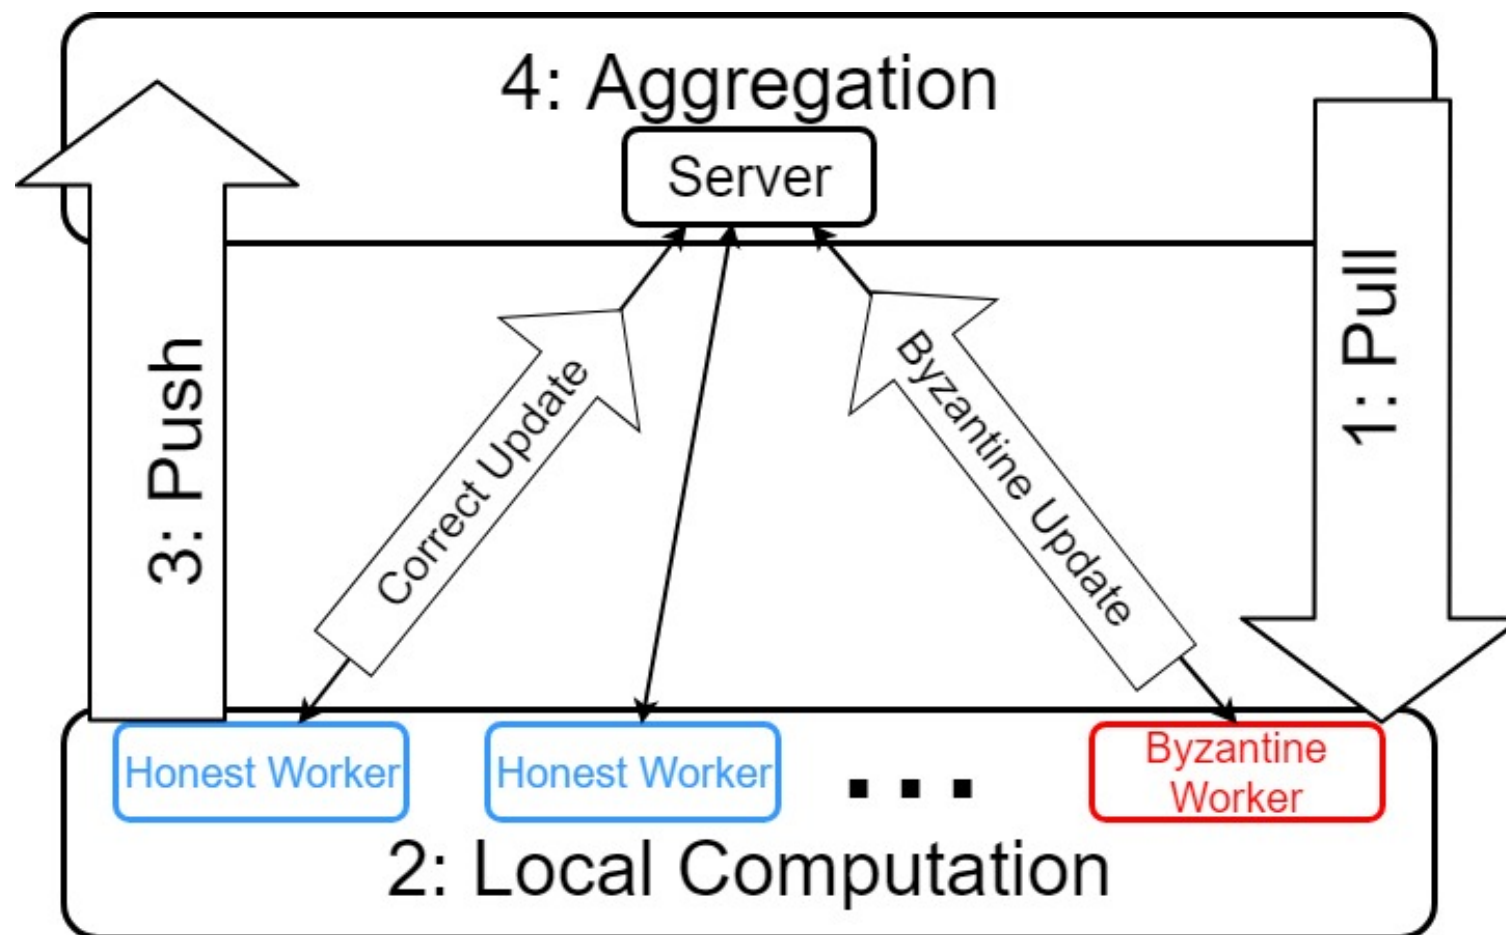 4: Aggregation
Server
3: Push
Correct Update
Byzantine Update
1: Pull
Honest Worker
Honest Worker
...
Byzantine
Worker
2: Local Computation